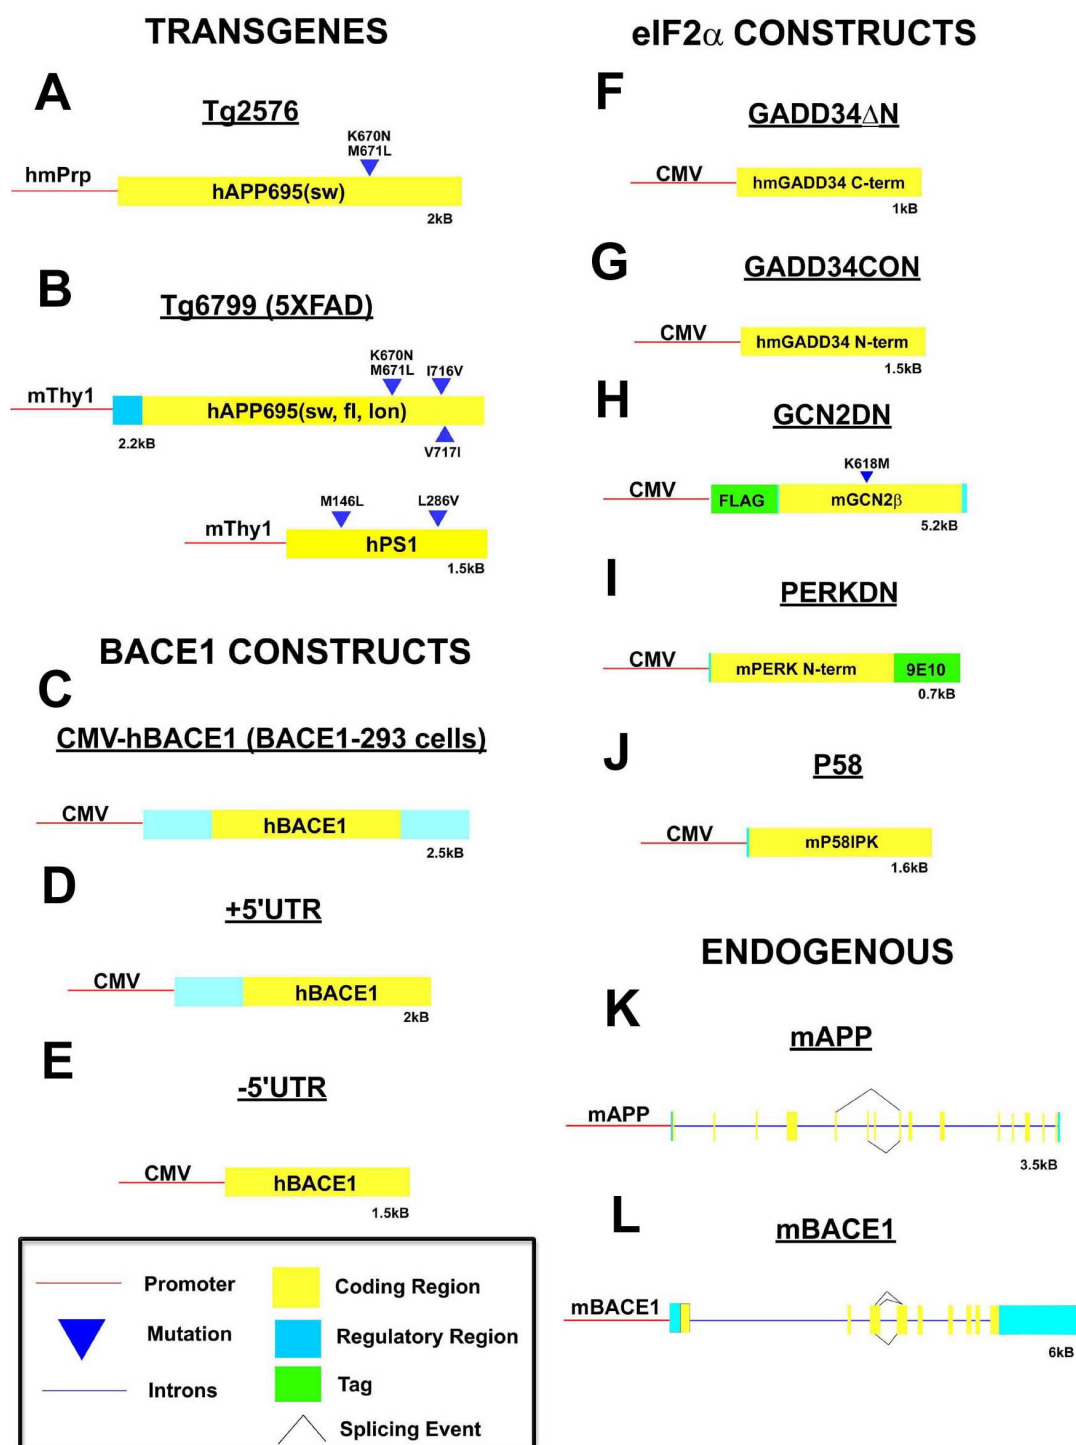 TRANSGENES
A
Tg2576
K670N
M671L
hmPrp
hAPP695(sw)
2kB
B
Tg6799 (5XFAD)
K670N
M671L
I716V
mThy1
hAPP695(sw, fl, lon)
2.2kB
V717I
M146L
L286V
mThy1
hPS1
1.5kB
BACE1 CONSTRUCTS
C
CMV-hBACE1 (BACE1-293 cells)
CMV
hBACE1
2.5kB
D
+5'UTR
CMV
hBACE1
2kB
E
-5'UTR
CMV
hBACE1
1.5kB
Promoter
Mutation
Introns
Coding Region
Regulatory Region
Tag
Splicing Event
eIF2α CONSTRUCTS
F
GADD34ΔN
CMV
hmGADD34 C-term
1kB
G
GADD34CON
CMV
hmGADD34 N-term
1.5kB
H
GCN2DN
K618M
CMV
FLAG
mGCN2β
5.2kB
I
PERKDN
CMV
mPERK N-term
9E10
0.7kB
J
P58
CMV
mP58IPK
1.6kB
ENDOGENOUS
K
mAPP
mAPP
3.5kB
L
mBACE1
mBACE1
6kB